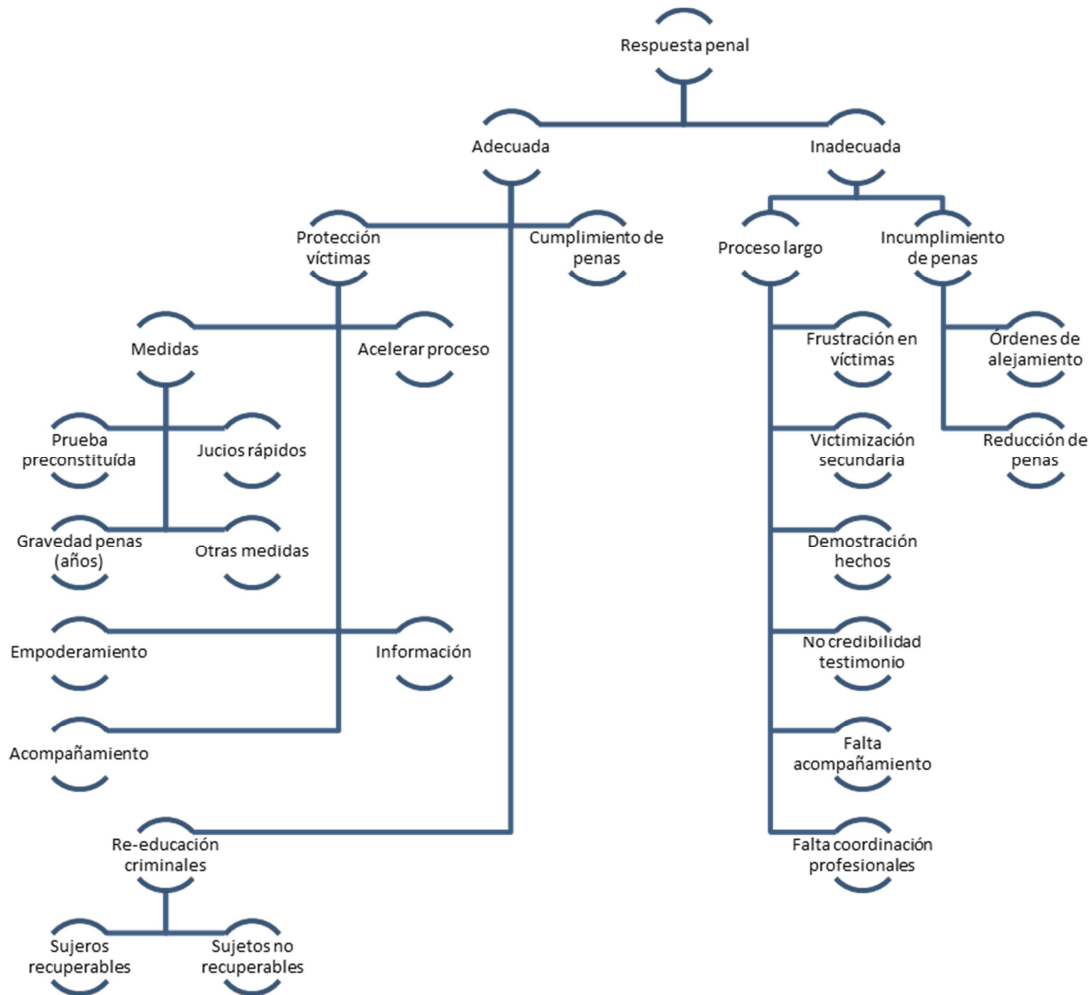 Respuesta penal
Adecuada
Inadecuada
Protección
víctimas
Cumplimiento de
penas
Proceso largo
Incumplimiento
de penas
Medidas
Acelerar proceso
Frustración en
víctimas
Órdenes de
alejamiento
Prueba
preconstituída
Jucios rápidos
Victimización
secundaria
Reducción de
penas
Gravedad penas
(años)
Otras medidas
Demostración
hechos
Empoderamiento
Información
No credibilidad
testimonio
Acompañamiento
Falta
acompañamiento
Re-educación
criminales
Falta coordinación
profesionales
Sujeros
recuperables
Sujetos no
recuperables